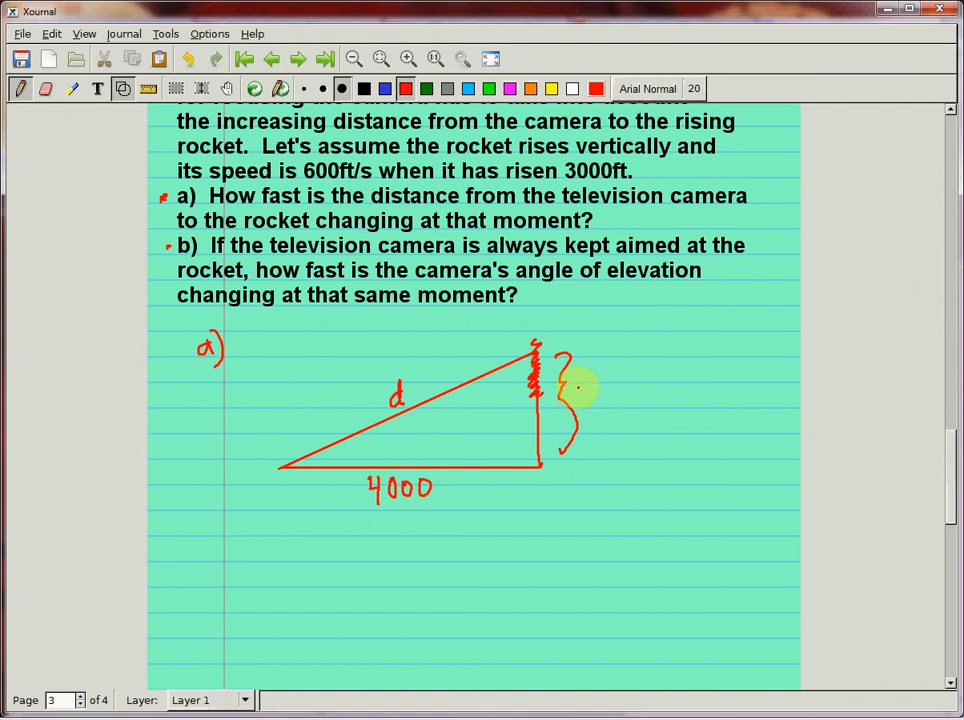 Xournal
File Edit View Journal Tools Options Help
Arial Normal 20
the increasing distance from the camera to the rising
rocket. Let's assume the rocket rises vertically and
its speed is 600ft/s when it has risen 3000ft.
a) How fast is the distance from the television camera
to the rocket changing at that moment?
b) If the television camera is always kept aimed at the
rocket, how fast is the camera's angle of elevation
changing at that same moment?
a)
d
4000
Page 3 of 4 Layer: Layer 1